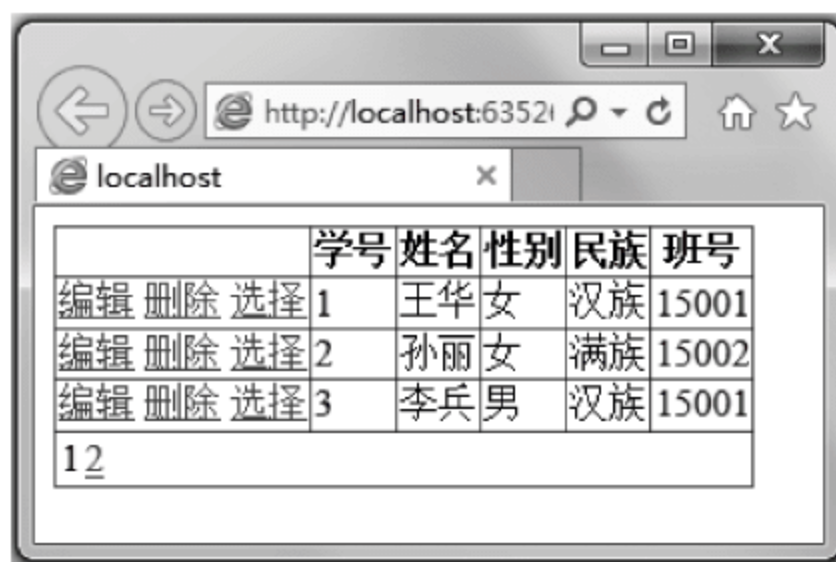 http://localhost:6352
localhost
学号 姓名 性别 民族 班号
编辑 删除 选择 1 王华 女 汉族 15001
编辑 删除 选择 2 孙丽 女 满族 15002
编辑 删除 选择 3 李兵 男 汉族 15001
1 2